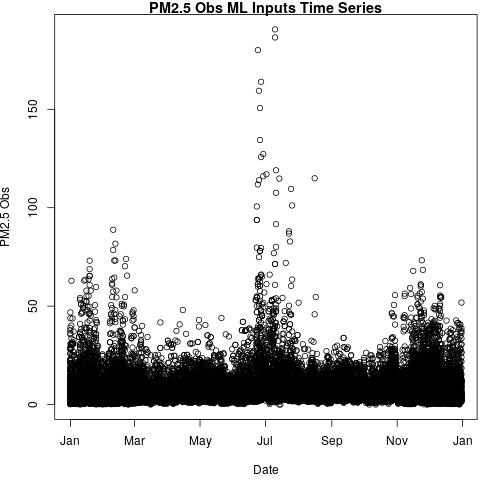 PM2.5 Obs ML Inputs Time Series
PM2.5 Obs
150
100
50
0
Jan Mar May Jul Sep Nov Jan
Date